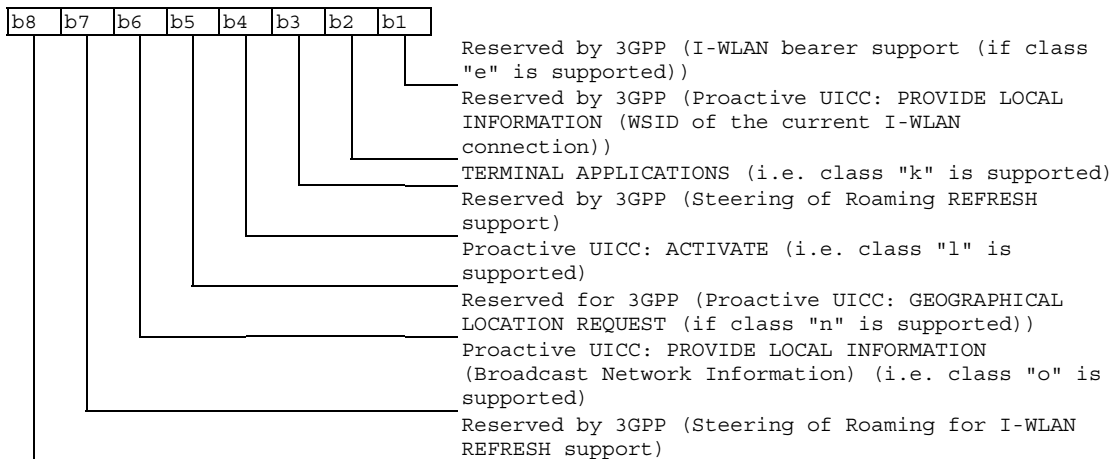 b8 b7 b6 b5 b4 b3 b2 b1
Reserved by 3GPP (I-WLAN bearer support (if class
"e" is supported))
Reserved by 3GPP (Proactive UICC: PROVIDE LOCAL
INFORMATION (WSID of the current I-WLAN
connection))
TERMINAL APPLICATIONS (i.e. class "k" is supported)
Reserved by 3GPP (Steering of Roaming REFRESH
support)
Proactive UICC: ACTIVATE (i.e. class "l" is
supported)
Reserved for 3GPP (Proactive UICC: GEOGRAPHICAL
LOCATION REQUEST (if class "n" is supported))
Proactive UICC: PROVIDE LOCAL INFORMATION
(Broadcast Network Information) (i.e. class "o" is
supported)
Reserved by 3GPP (Steering of Roaming for I-WLAN
REFRESH support)